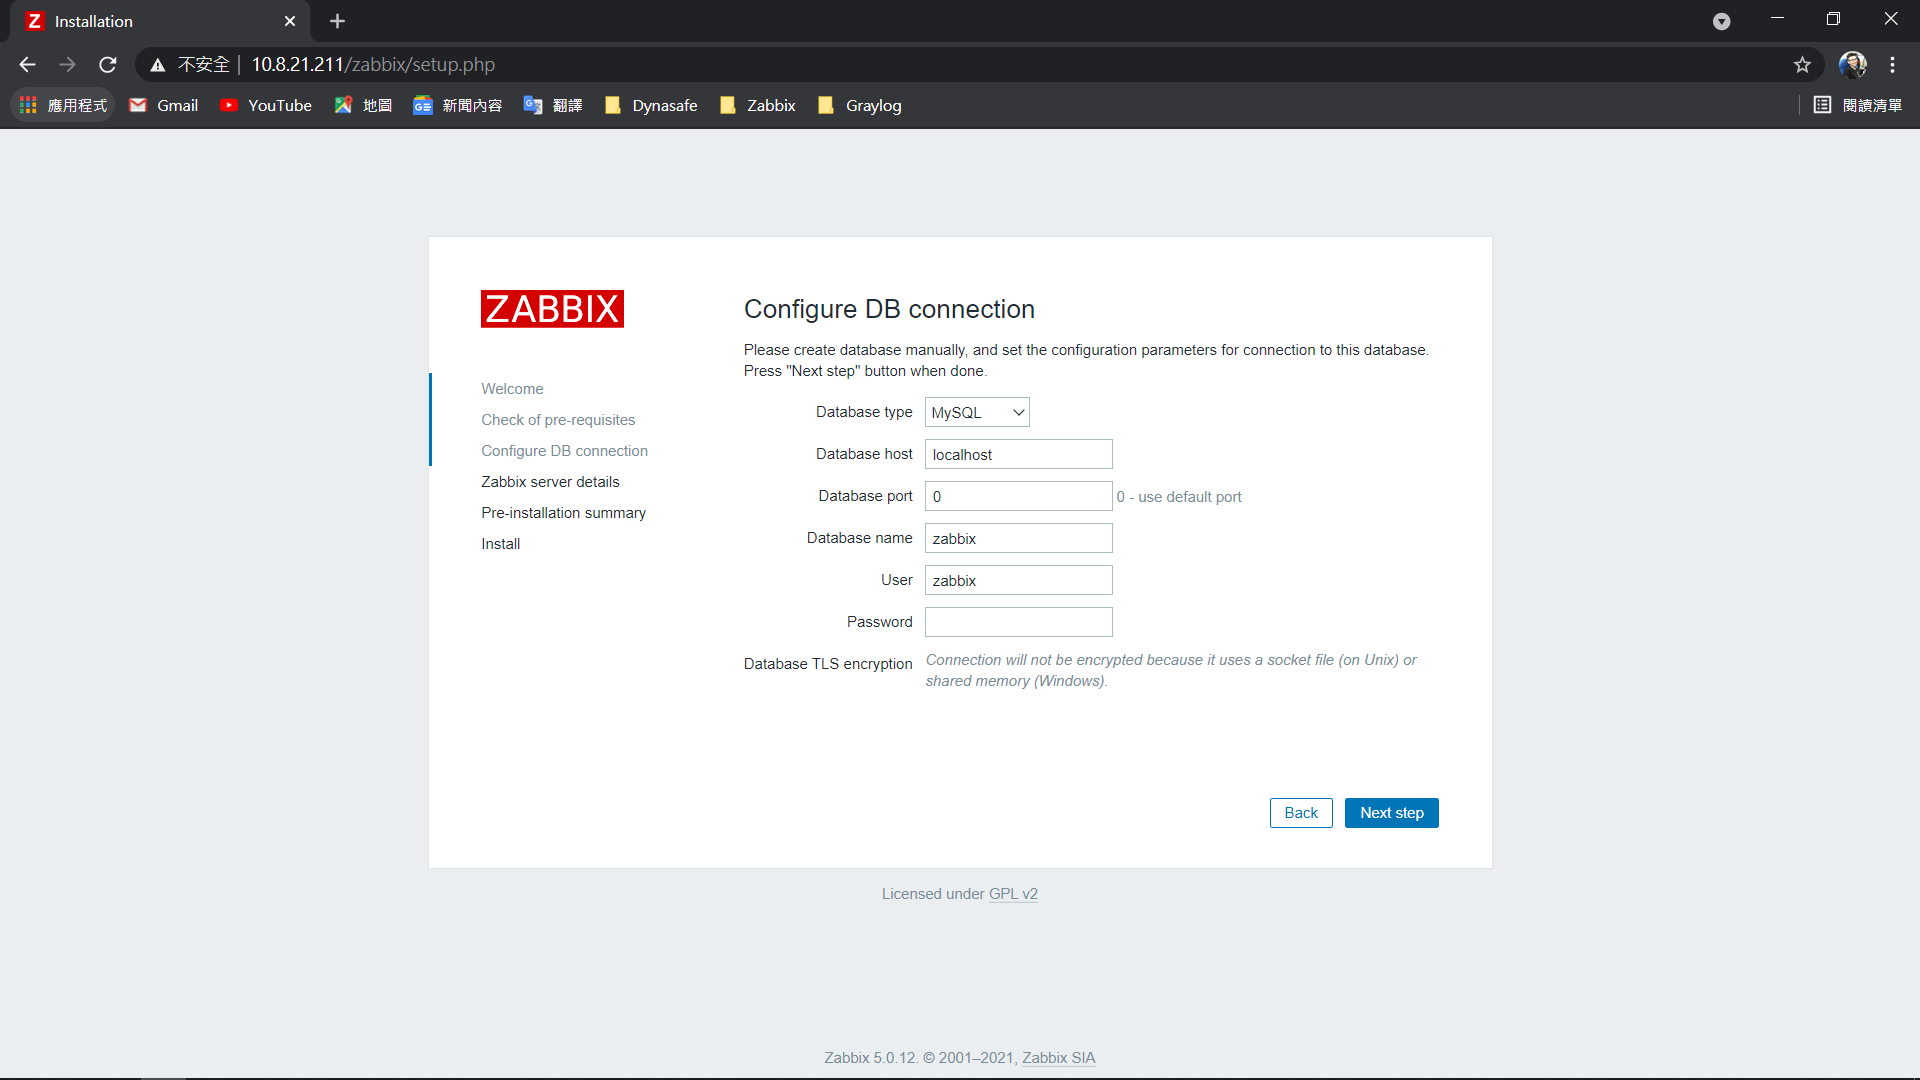 Z Installation
不安全 | 10.8.21.211/zabbix/setup.php
應用程式 Gmail YouTube 地圖 新聞內容 翻譯 Dynasafe Zabbix Graylog 閱讀清單
ZABBIX
Welcome
Check of pre-requisites
Configure DB connection
Zabbix server details
Pre-installation summary
Install
Configure DB connection
Please create database manually, and set the configuration parameters for connection to this database.
Press "Next step" button when done.
Database type MySQL
Database host localhost
Database port 0 0 - use default port
Database name zabbix
User zabbix
Password
Database TLS encryption Connection will not be encrypted because it uses a socket file (on Unix) or
shared memory (Windows).
Back Next step
Licensed under GPL v2
Zabbix 5.0.12. © 2001–2021, Zabbix SIA